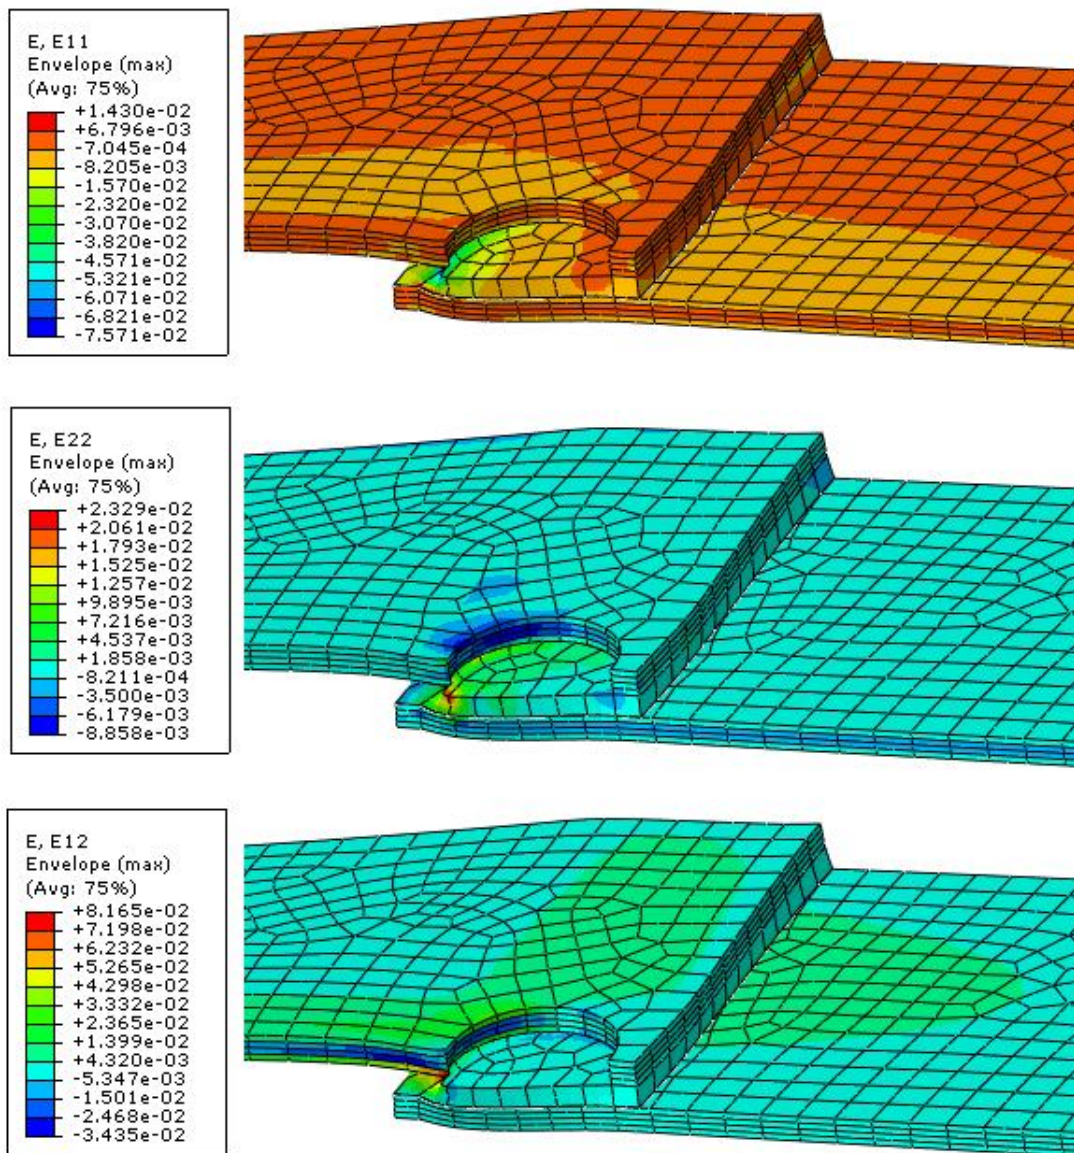 E, E11
Envelope (max)
(Avg: 75%)
+1.430e-02
+6.796e-03
-7.045e-04
-8.205e-03
-1.570e-02
-2.320e-02
-3.070e-02
-3.820e-02
-4.571e-02
-5.321e-02
-6.071e-02
-6.821e-02
-7.571e-02
E, E22
Envelope (max)
(Avg: 75%)
+2.329e-02
+2.061e-02
+1.793e-02
+1.525e-02
+1.257e-02
+9.895e-03
+7.216e-03
+4.537e-03
+1.858e-03
-8.211e-04
-3.500e-03
-6.179e-03
-8.858e-03
E, E12
Envelope (max)
(Avg: 75%)
+8.165e-02
+7.198e-02
+6.232e-02
+5.265e-02
+4.298e-02
+3.332e-02
+2.365e-02
+1.399e-02
+4.320e-03
-5.347e-03
-1.501e-02
-2.468e-02
-3.435e-02